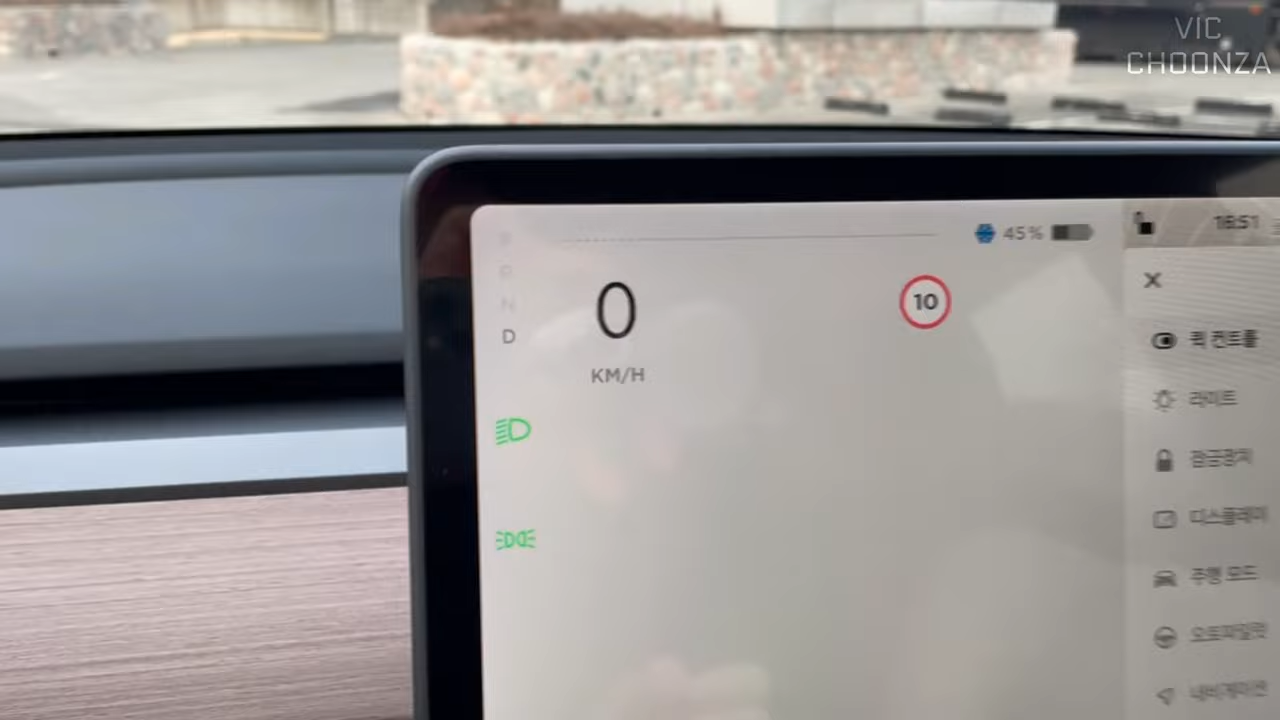 VIC
CHOONZA
45%
18:51
0
10
N
D
KM/H
퀵 컨트롤
라이트
잠금장치
디스플레이
주행 모드
오토파일럿
내비게이션